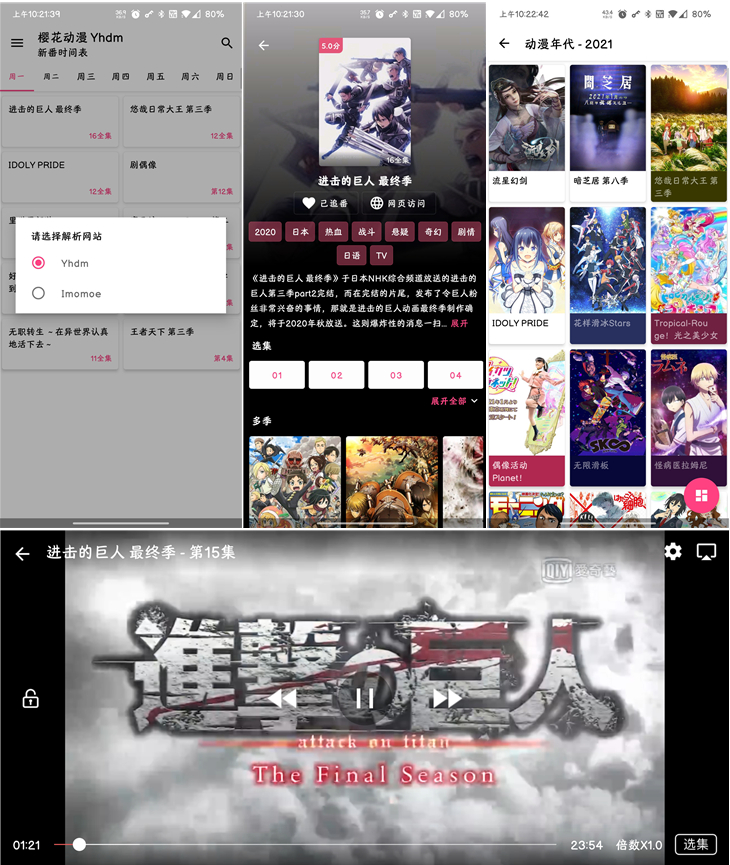 上午10:21:39
80%
樱花动漫 Yhdm
新番时间表
周一 周二 周三 周四 周五 周六 周日
进击的巨人 最终季
16全集
悠哉日常大王 第三季
12全集
IDOLY PRIDE
12全集
剧偶像
第12集
请选择解析网站
Yhdm
Imomoe
无职转生 ~在异世界认真
地活下去~
11全集
王者天下 第三季
第4集
上午10:21:30
80%
5.0分
16全集
进击的巨人 最终季
已追番
网页访问
2020 日本 热血 战斗 悬疑 奇幻 剧情
日语 TV
《进击的巨人 最终季》于日本NHK综合频道放送的进击的
巨人第三季part2完结，而在完结的片尾，发布了令巨人粉
丝非常兴奋的事情，那就是进击的巨人动画最终季制作确
定，将于2020年秋放送。这则爆炸性的消息一扫... 展开
选集
01 02 03 04
展开全部
多季
上午10:22:42
80%
动漫年代 - 2021
流星幻剑
闇芝居
暗芝居 第八季
悠哉日常大王 第三
季
IDOLY PRIDE
花样滑冰Stars
Tropical-Rou
ge！光之美少女
偶像活动
Planet！
SK∞
无限滑板
ラムネ
怪病医拉姆尼
进击的巨人 最终季 - 第15集
QIY 爱奇艺
進撃の巨人
attack on titan
The Final Season
01:21
23:54
倍数X1.0
选集